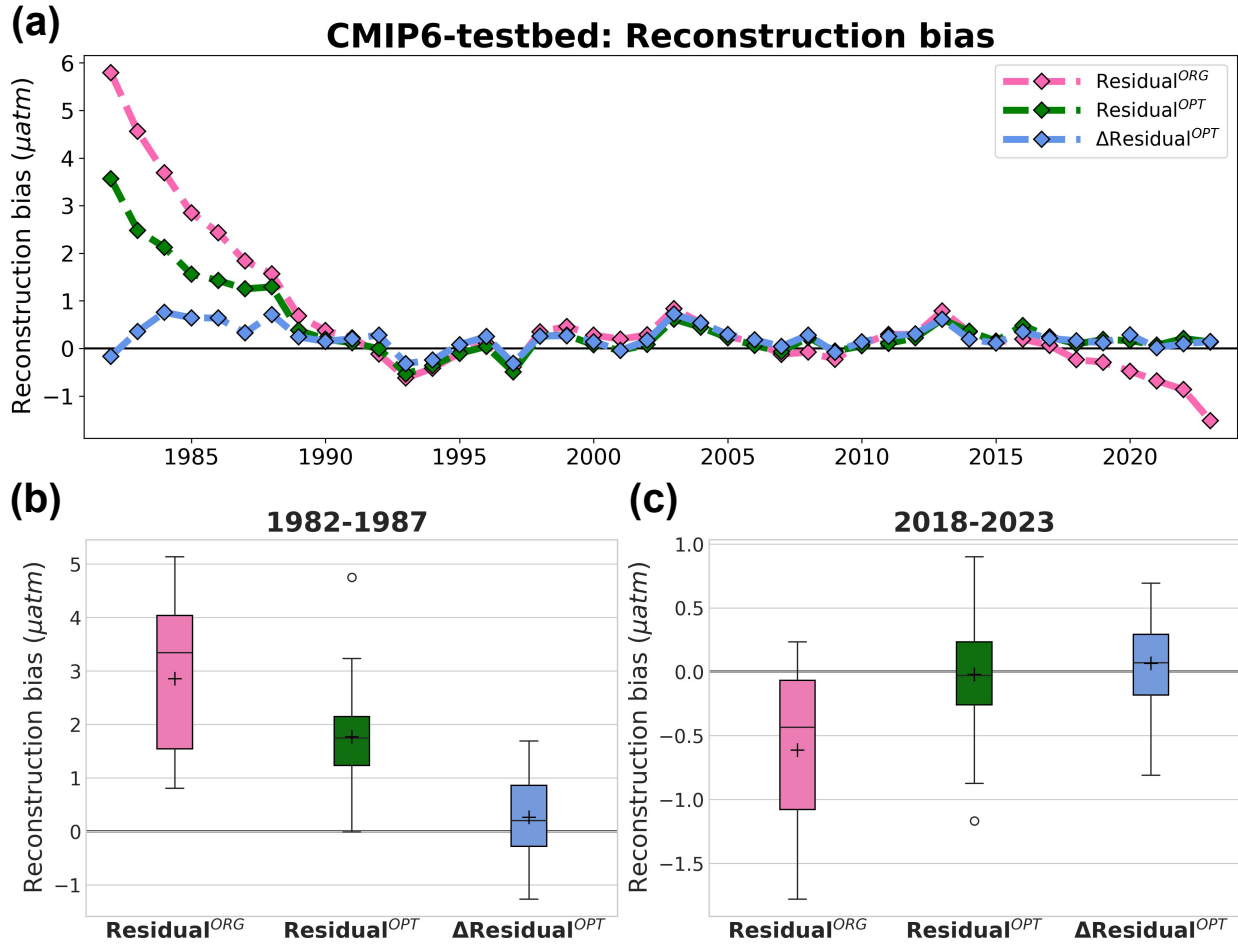 (a)
CMIP6-testbed: Reconstruction bias
Reconstruction bias (μatm)
6
5
4
3
2
1
0
−1
1985 1990 1995 2000 2005 2010 2015 2020
Residual^ORG
Residual^OPT
ΔResidual^OPT
(b)
1982-1987
Reconstruction bias (μatm)
5
4
3
2
1
0
−1
Residual^ORG Residual^OPT ΔResidual^OPT
(c)
2018-2023
Reconstruction bias (μatm)
1.0
0.5
0.0
−0.5
−1.0
−1.5
Residual^ORG Residual^OPT ΔResidual^OPT